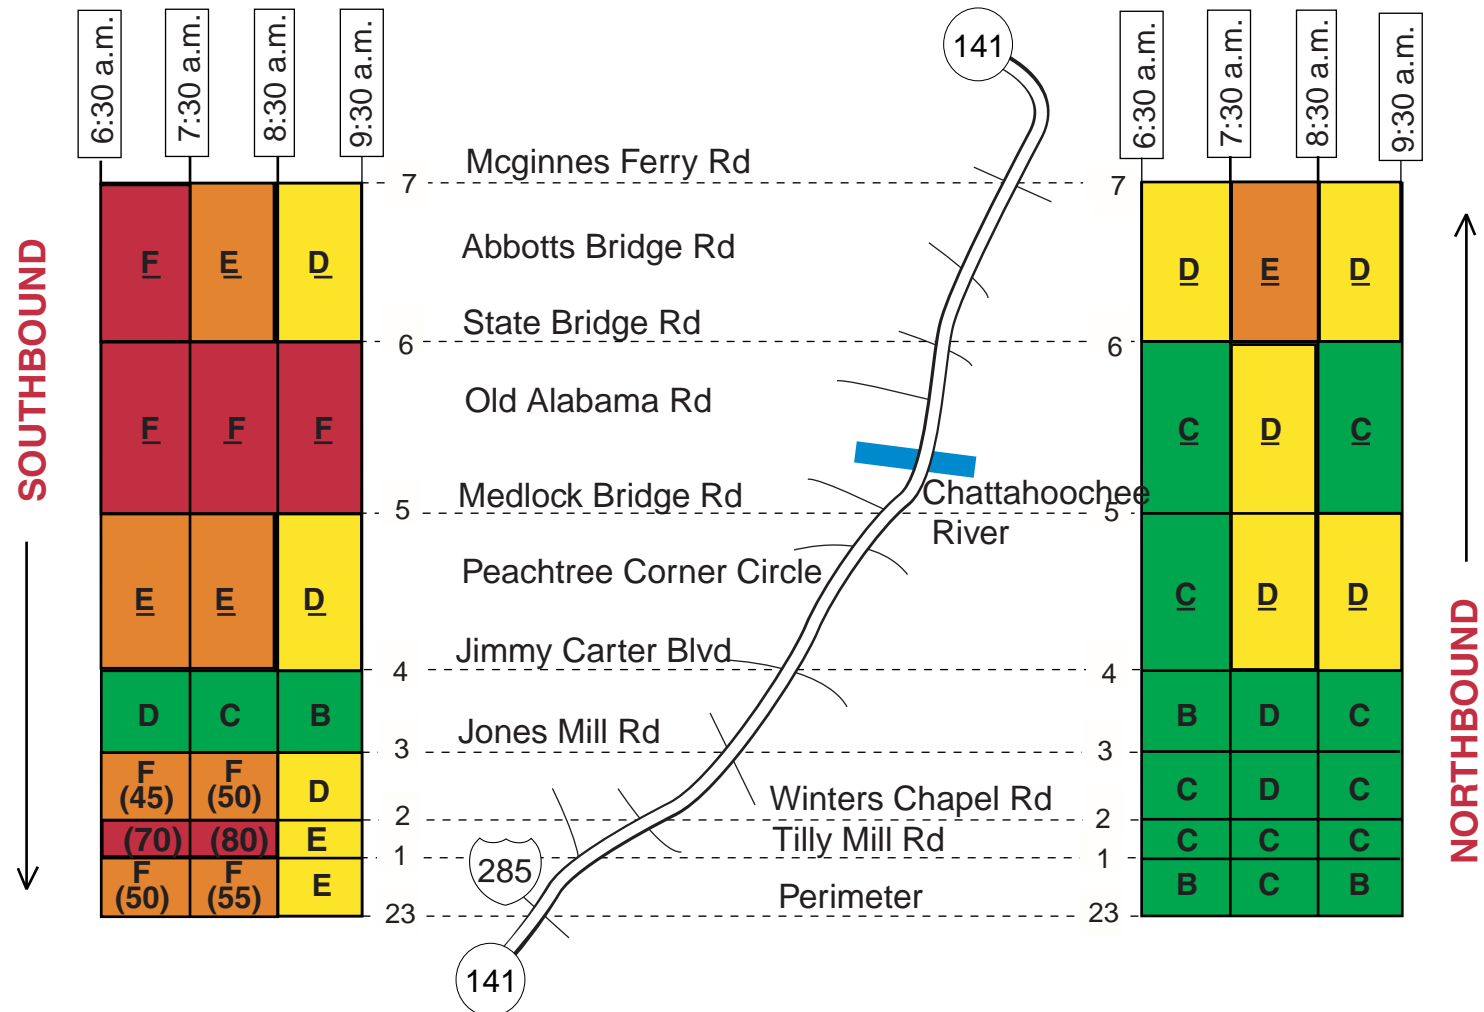 6:30 a.m.
7:30 a.m.
8:30 a.m.
9:30 a.m.
141
6:30 a.m.
7:30 a.m.
8:30 a.m.
9:30 a.m.
Mcginnes Ferry Rd
7
7
SOUTHBOUND
F E D
Abbotts Bridge Rd
D E D
State Bridge Rd
6
6
F F F
Old Alabama Rd
C D C
Medlock Bridge Rd
5
Chattahoochee
River
5
E E D
Peachtree Corner Circle
C D D
Jimmy Carter Blvd
4
4
D C B
Jones Mill Rd
B D C
NORTHBOUND
3
3
F (45)
F (50)
D
Winters Chapel Rd
C D C
2
2
(70) (80) E
Tilly Mill Rd
C C C
1
1
285
F (50)
F (55)
E
Perimeter
B C B
23
23
141